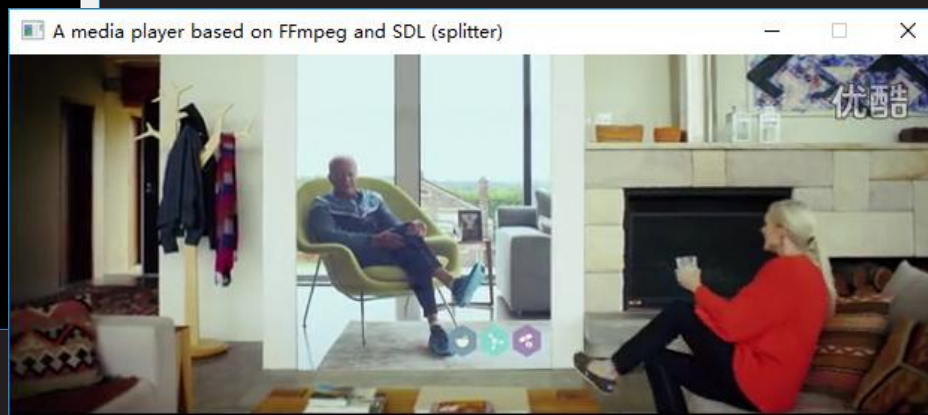 A media player based on FFmpeg and SDL (splitter)
优酷